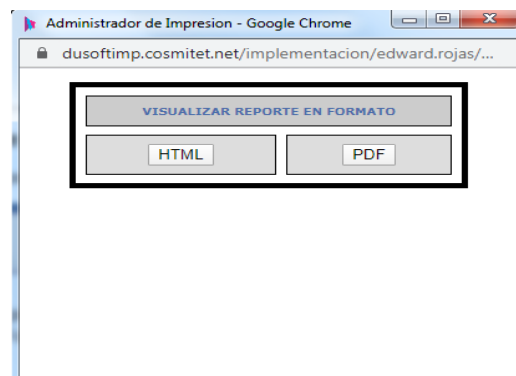 Administrador de Impresion - Google Chrome
dusoftimp.cosmitet.net/implementacion/edward.rojas/...
VISUALIZAR REPORTE EN FORMATO
HTML PDF